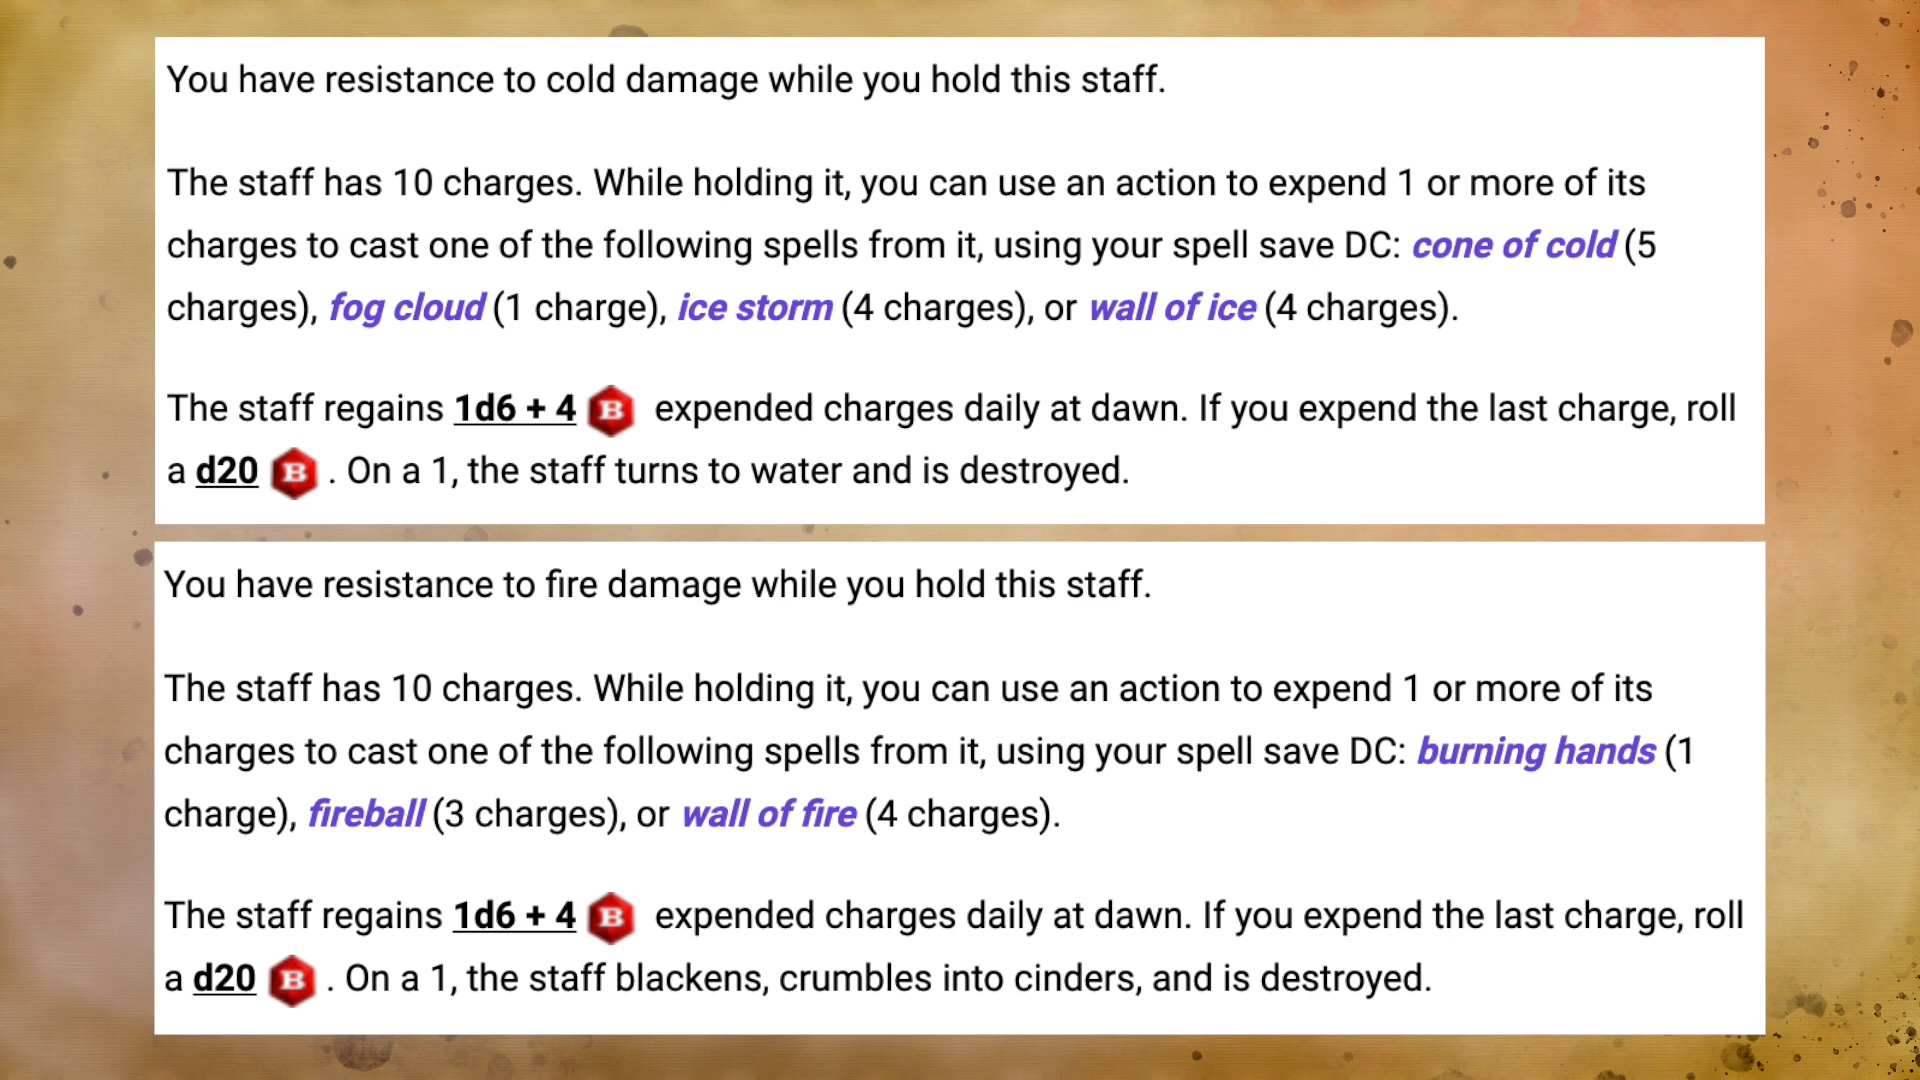 You have resistance to cold damage while you hold this staff.
The staff has 10 charges. While holding it, you can use an action to expend 1 or more of its
charges to cast one of the following spells from it, using your spell save DC: cone of cold (5
charges), fog cloud (1 charge), ice storm (4 charges), or wall of ice (4 charges).
The staff regains 1d6 + 4 B expended charges daily at dawn. If you expend the last charge, roll
a d20 B . On a 1, the staff turns to water and is destroyed.
You have resistance to fire damage while you hold this staff.
The staff has 10 charges. While holding it, you can use an action to expend 1 or more of its
charges to cast one of the following spells from it, using your spell save DC: burning hands (1
charge), fireball (3 charges), or wall of fire (4 charges).
The staff regains 1d6 + 4 B expended charges daily at dawn. If you expend the last charge, roll
a d20 B . On a 1, the staff blackens, crumbles into cinders, and is destroyed.